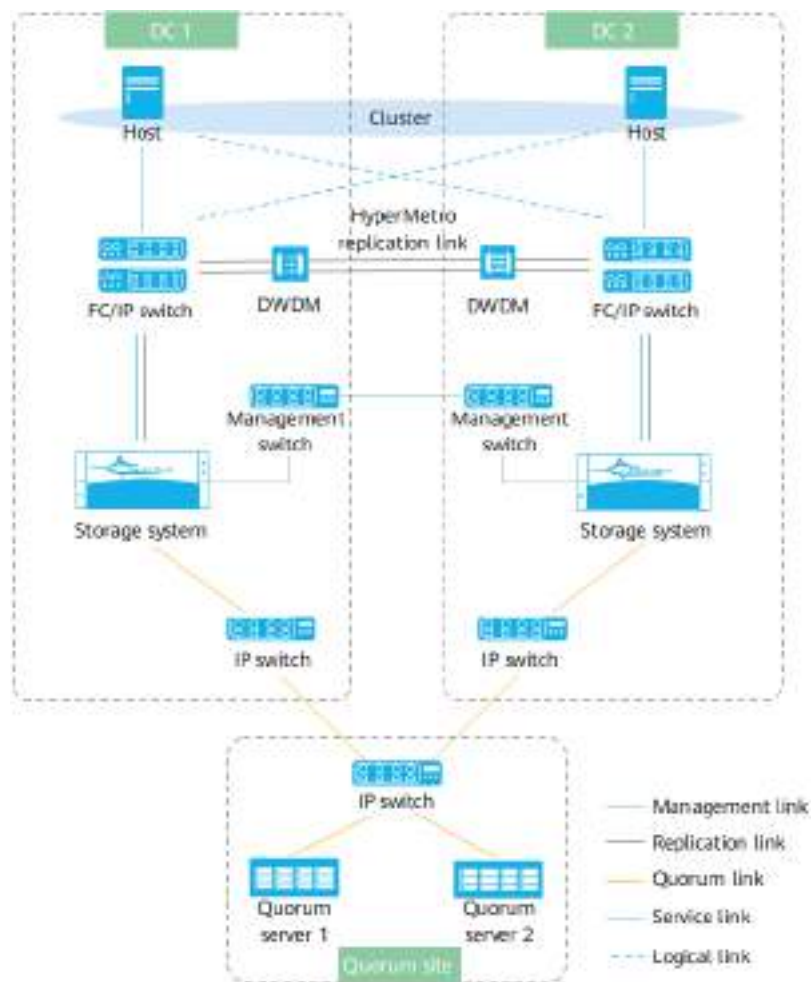 DC 1
DC 2
Cluster
Host
Host
HyperMetro
replication link
FC/IP switch
DWDM
DWDM
FC/IP switch
Management
switch
Management
switch
Storage system
Storage system
IP switch
IP switch
IP switch
Management link
Replication link
Quorum link
Service link
Logical link
Quorum
server 1
Quorum
server 2
Quorum site